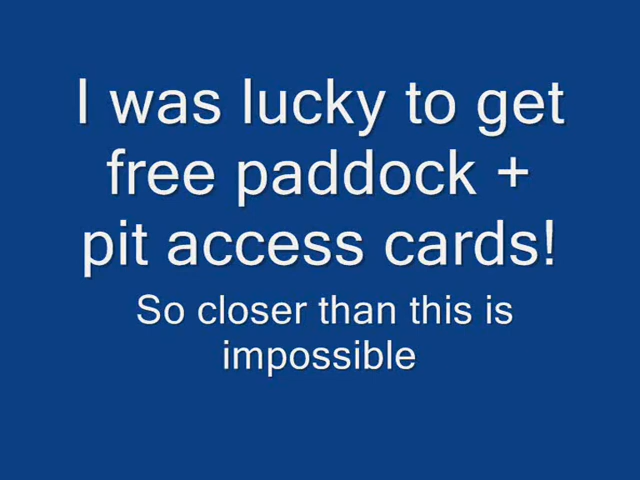 I was lucky to get
free paddock +
pit access cards!
So closer than this is
impossible